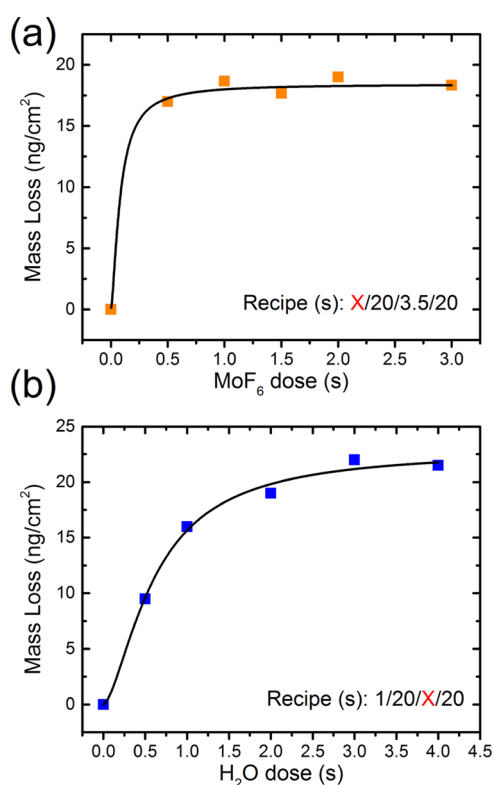 (a)
20
15
10
5
0
Mass Loss (ng/cm²)
Recipe (s): X/20/3.5/20
0.0 0.5 1.0 1.5 2.0 2.5 3.0
MoF₆ dose (s)
(b)
25
20
15
10
5
0
Mass Loss (ng/cm²)
Recipe (s): 1/20/X/20
0.0 0.5 1.0 1.5 2.0 2.5 3.0 3.5 4.0 4.5
H₂O dose (s)